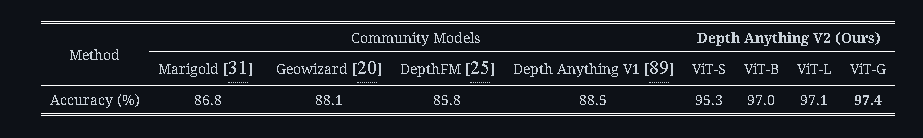 Community Models Depth Anything V2 (Ours)
Method
Marigold [31] Geowizard [20] DepthFM [25] Depth Anything V1 [89] ViT-S ViT-B ViT-L ViT-G
Accuracy (%) 86.8 88.1 85.8 88.5 95.3 97.0 97.1 97.4